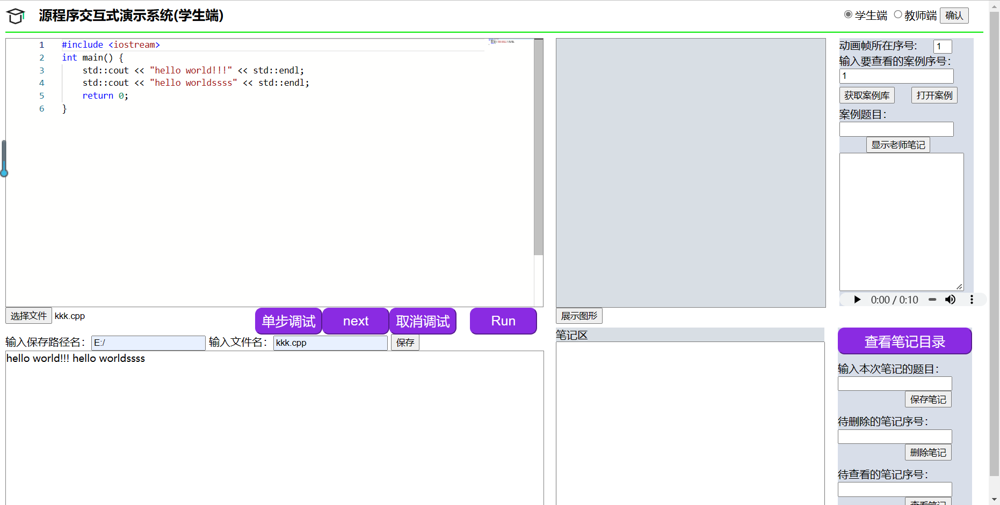 源程序交互式演示系统(学生端)
学生端 教师端 确认
1 #include <iostream>
2 int main() {
3 std::cout << "hello world!!!" << std::endl;
4 std::cout << "hello worldssss" << std::endl;
5 return 0;
6 }
选择文件 kkk.cpp
单步调试 next 取消调试 Run
输入保存路径名： E:/ 输入文件名： kkk.cpp 保存
hello world!!! hello worldssss
展示图形
笔记区
动画帧所在序号: 1
输入要查看的案例序号：
1
获取案例库 打开案例
案例题目：
显示老师笔记
0:00 / 0:10
查看笔记目录
输入本次笔记的题目：
保存笔记
待删除的笔记序号：
删除笔记
待查看的笔记序号：
查看笔记